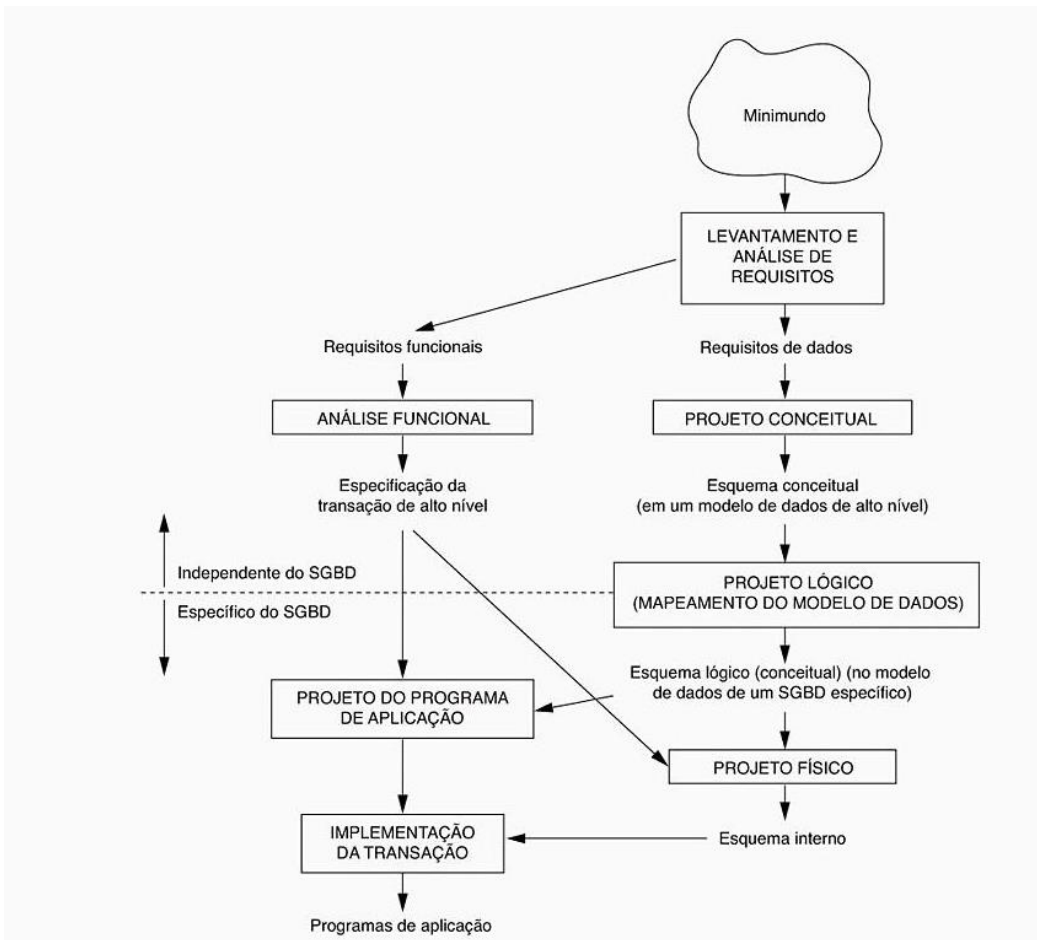 Minimundo
LEVANTAMENTO E
ANÁLISE DE
REQUISITOS
Requisitos funcionais
Requisitos de dados
ANÁLISE FUNCIONAL
PROJETO CONCEITUAL
Especificação da
transação de alto nível
Esquema conceitual
(em um modelo de dados de alto nível)
Independente do SGBD
Específico do SGBD
PROJETO LÓGICO
(MAPEAMENTO DO MODELO DE DADOS)
Esquema lógico (conceitual) (no modelo
de dados de um SGBD específico)
PROJETO DO PROGRAMA
DE APLICAÇÃO
PROJETO FÍSICO
IMPLEMENTAÇÃO
DA TRANSAÇÃO
Esquema interno
Programas de aplicação